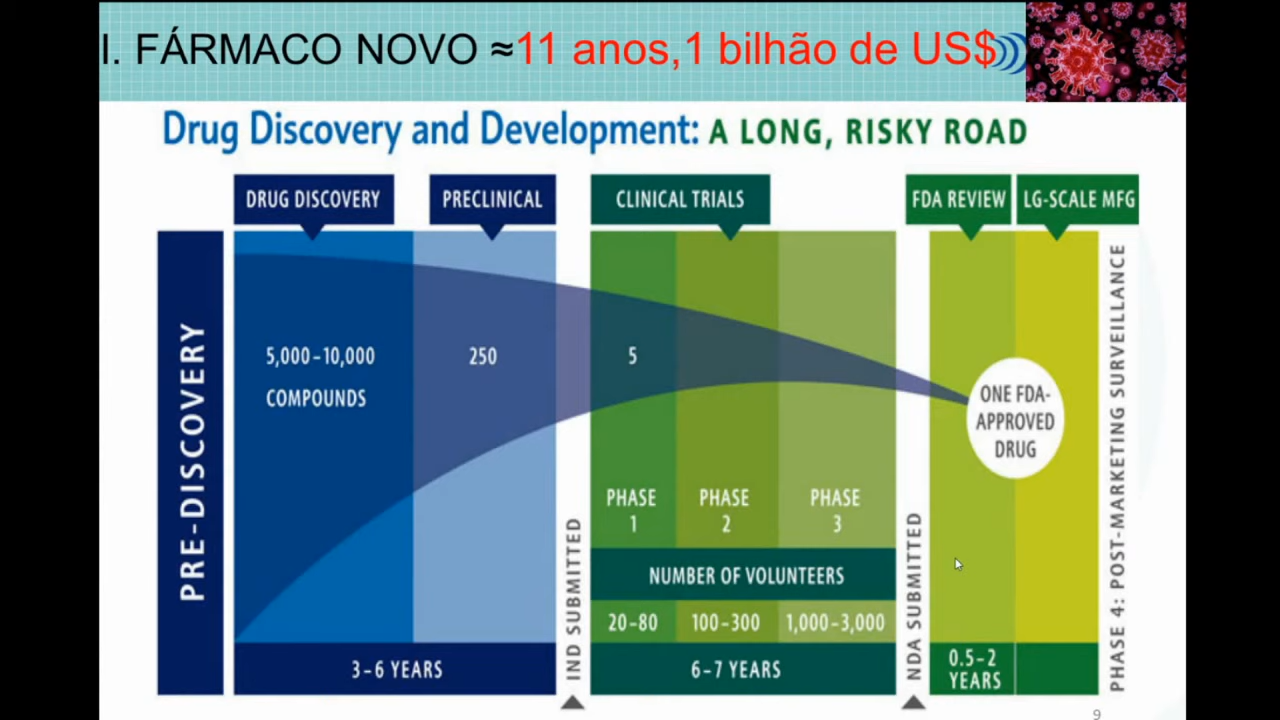 I. FÁRMACO NOVO ≈11 anos,1 bilhão de US$
Drug Discovery and Development: A LONG, RISKY ROAD
DRUG DISCOVERY
PRECLINICAL
CLINICAL TRIALS
FDA REVIEW
LG-SCALE MFG
PRE-DISCOVERY
5,000–10,000
COMPOUNDS
250
5
ONE FDA-
APPROVED
DRUG
PHASE
1
PHASE
2
PHASE
3
NUMBER OF VOLUNTEERS
20–80
100–300
1,000–3,000
3–6 YEARS
IND SUBMITTED
6–7 YEARS
NDA SUBMITTED
0.5–2
YEARS
PHASE 4: POST-MARKETING SURVEILLANCE
9